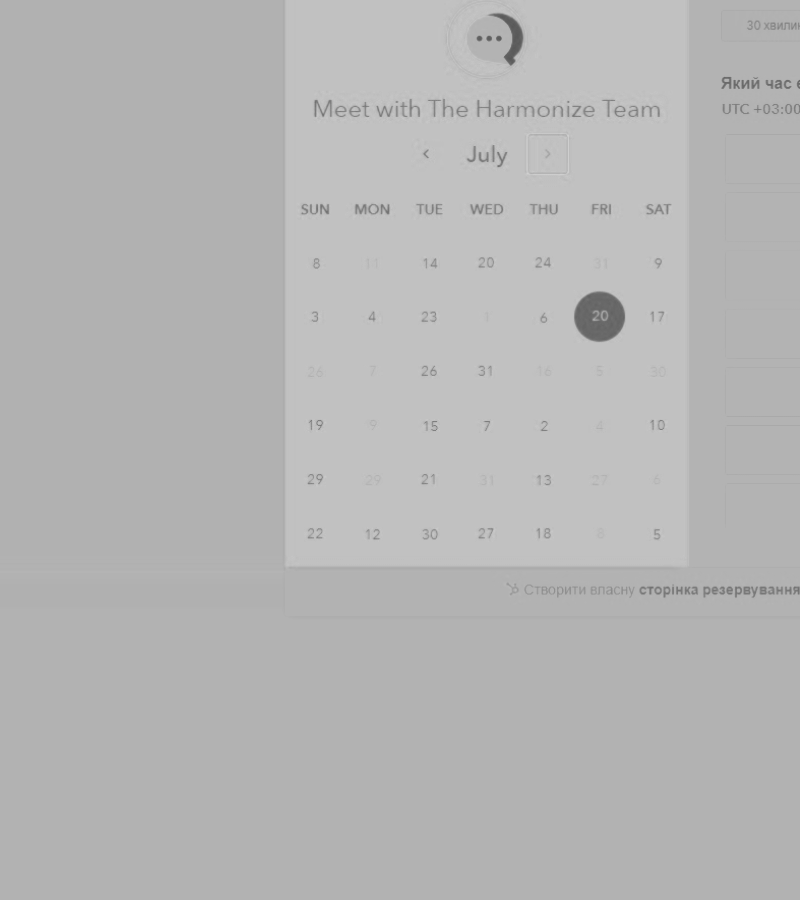 30 хвилин
Meet with The Harmonize Team
Який час
UTC +03:00
July
SUN MON TUE WED THU FRI SAT
8 11 14 20 24 31 9
3 4 23 1 6 20 17
26 7 26 31 16 5 30
19 9 15 7 2 4 10
29 29 21 31 13 27 6
22 12 30 27 18 8 5
Створити власну сторінка резервування